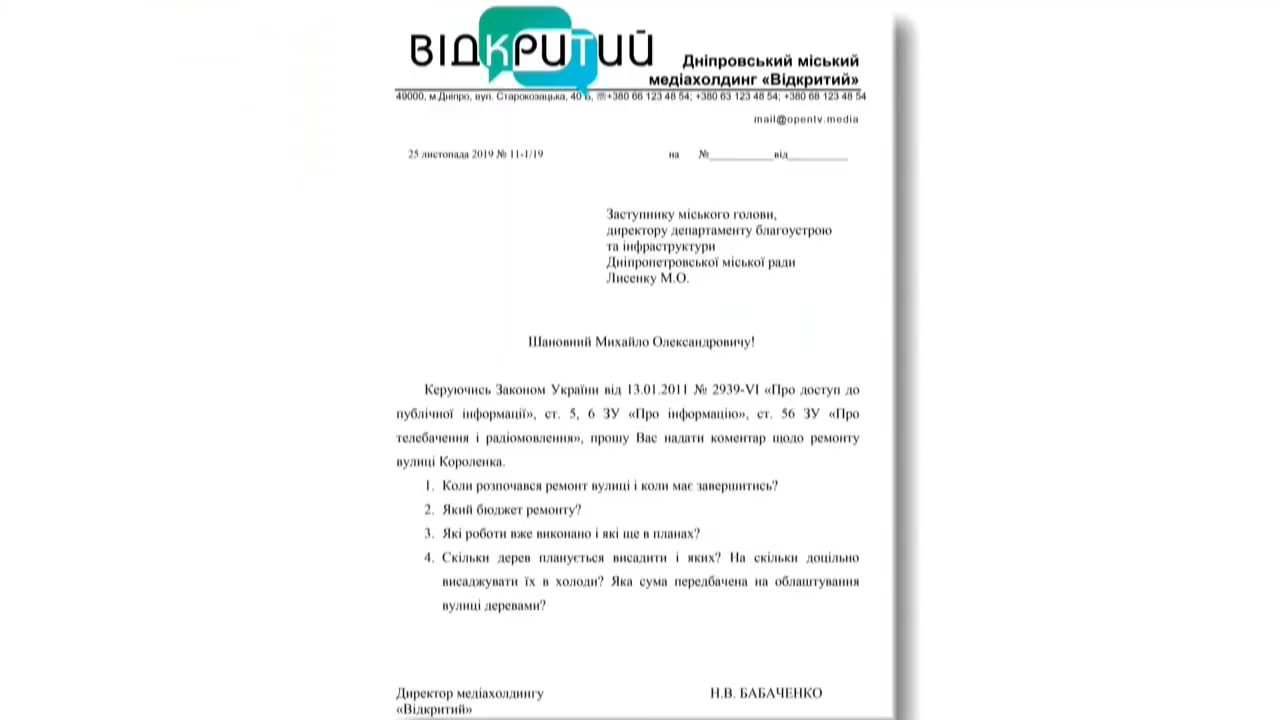 ВІДКРИТИЙ
Дніпровський міський
медіахолдинг «Відкритий»
49000, м.Дніпро, вул. Старокозацька, 40 Б, ☏+380 66 123 48 54; +380 63 123 48 54; +380 68 123 48 54
mail@opentv.media
25 листопада 2019 № 11-1/19 на №___________від__________
Заступнику міського голови,
директору департаменту благоустрою
та інфраструктури
Дніпропетровської міської ради
Лисенку М.О.
Шановний Михайло Олександровичу!
Керуючись Законом України від 13.01.2011 № 2939-VI «Про доступ до
публічної інформації», ст. 5, 6 ЗУ «Про інформацію», ст. 56 ЗУ «Про
телебачення і радіомовлення», прошу Вас надати коментар щодо ремонту
вулиці Короленка.
1. Коли розпочався ремонт вулиці і коли має завершитись?
2. Який бюджет ремонту?
3. Які роботи вже виконано і які ще в планах?
4. Скільки дерев планується висадити і яких? На скільки доцільно
висаджувати їх в холоди? Яка сума передбачена на облаштування
вулиці деревами?
Директор медіахолдингу Н.В. БАБАЧЕНКО
«Відкритий»